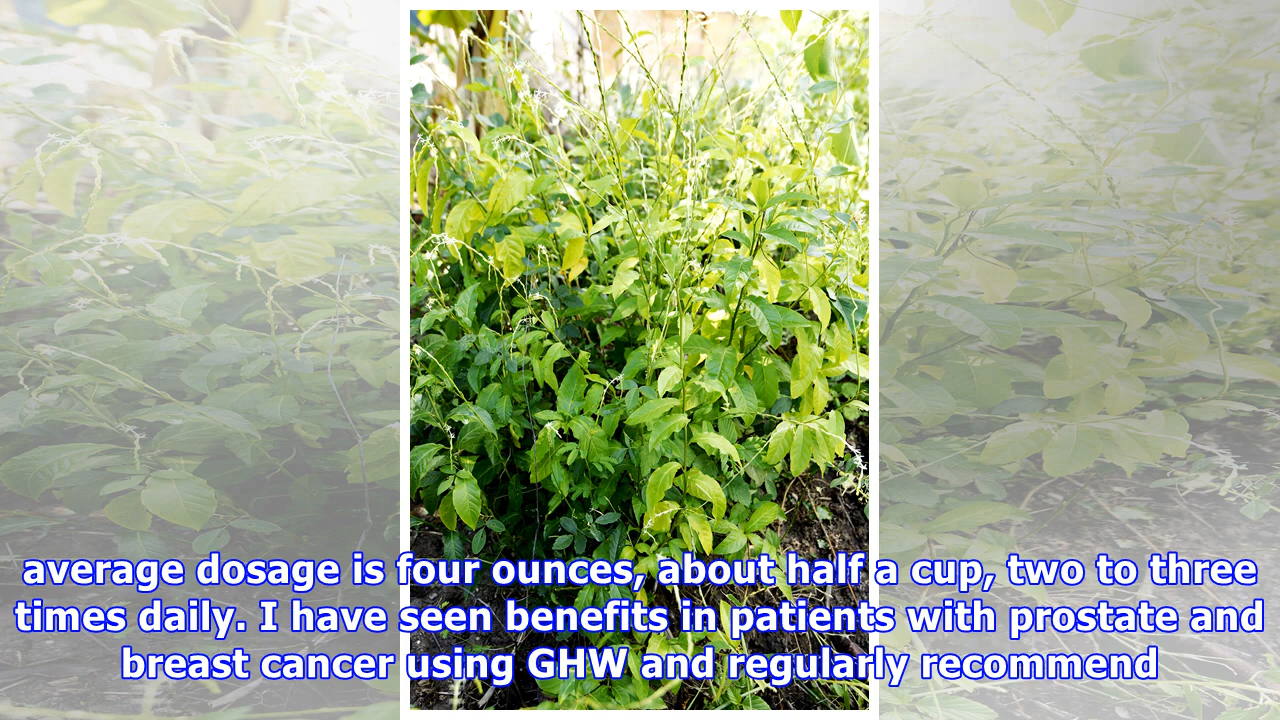 average dosage is four ounces, about half a cup, two to three
times daily. I have seen benefits in patients with prostate and
breast cancer using GHW and regularly recommend